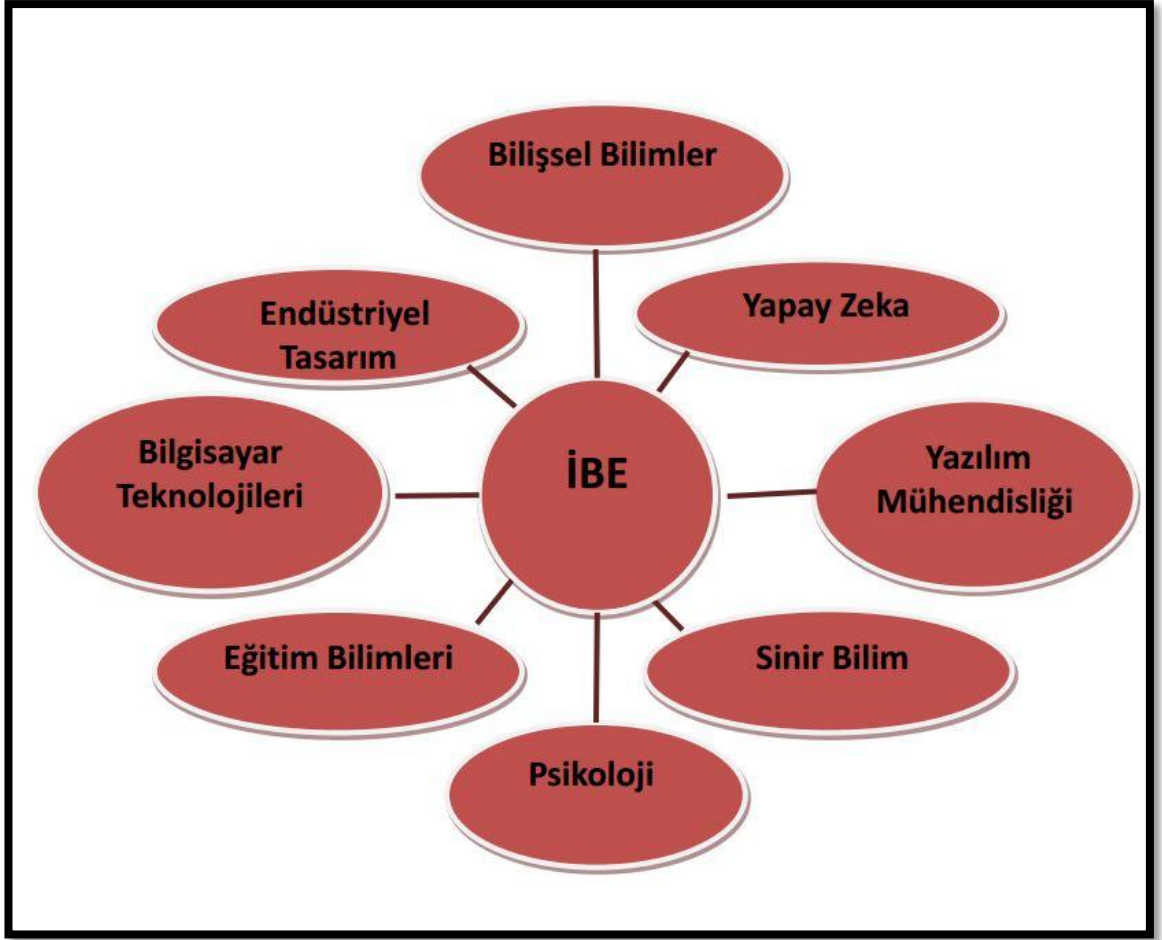 Bilişsel Bilimler
Endüstriyel
Tasarım
Yapay Zeka
Bilgisayar
Teknolojileri
İBE
Yazılım
Mühendisliği
Eğitim Bilimleri
Sinir Bilim
Psikoloji